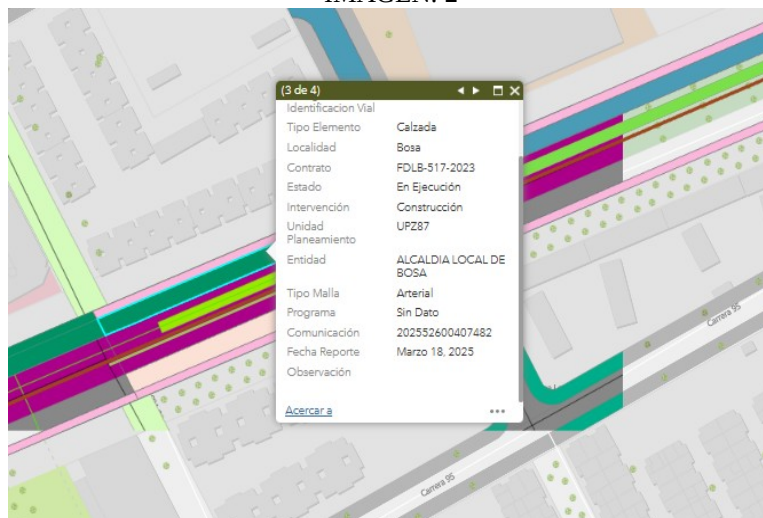 IMAGEN: 2
(3 de 4)
Identificacion Vial
Tipo Elemento Calzada
Localidad Bosa
Contrato FDLB-517-2023
Estado En Ejecución
Intervención Construcción
Unidad Planeamiento UPZ87
Entidad ALCALDIA LOCAL DE BOSA
Tipo Malla Arterial
Programa Sin Dato
Comunicación 202552600407482
Fecha Reporte Marzo 18, 2025
Observación
Acercar a
Carrera 95
Carrera 95